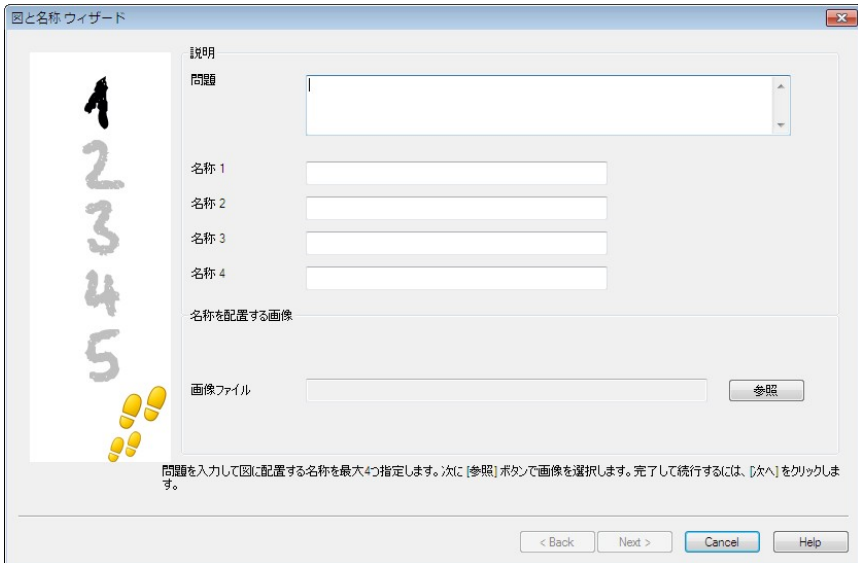 図と名称 ウィザード
1
2
3
4
5
説明
問題
名称 1
名称 2
名称 3
名称 4
名称を配置する画像
画像ファイル
参照
問題を入力して図に配置する名称を最大4つ指定します。次に [参照] ボタンで画像を選択します。完了して続行するには、[次へ] をクリックしま
す。
< Back
Next >
Cancel
Help